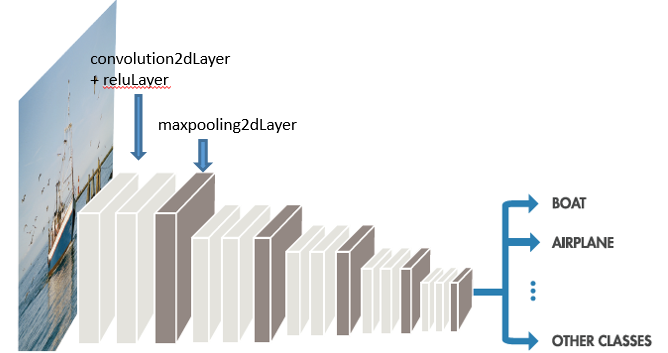 convolution2dLayer
+ reluLayer
maxpooling2dLayer
BOAT
AIRPLANE
OTHER CLASSES